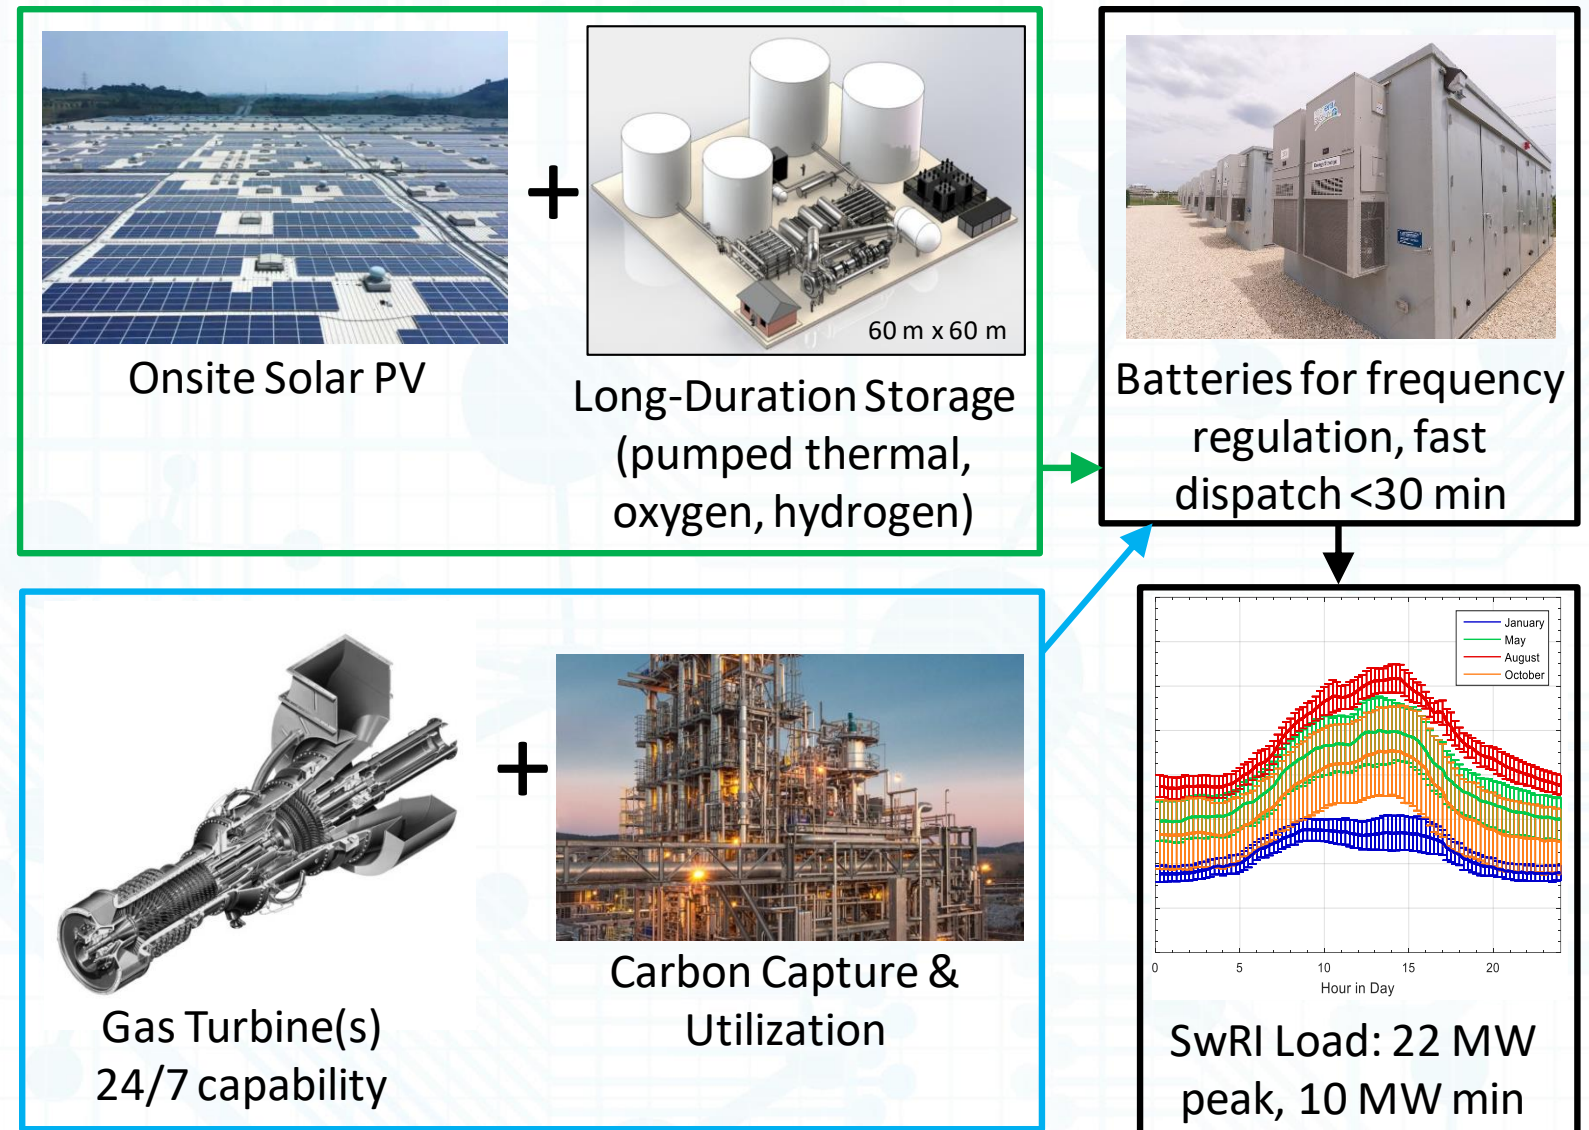 60 m x 60 m
Onsite Solar PV
+
Long-Duration Storage
(pumped thermal,
oxygen, hydrogen)
Batteries for frequency
regulation, fast
dispatch <30 min
+
Gas Turbine(s)
24/7 capability
Carbon Capture &
Utilization
January
May
August
October
0 5 10 15 20
Hour in Day
SwRI Load: 22 MW
peak, 10 MW min